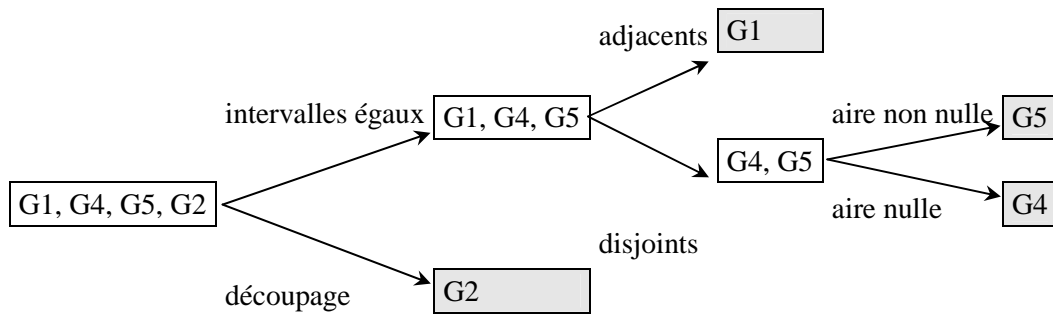 adjacents
G1
intervalles égaux
G1, G4, G5
aire non nulle
G5
G4, G5
G1, G4, G5, G2
aire nulle
G4
disjoints
découpage
G2